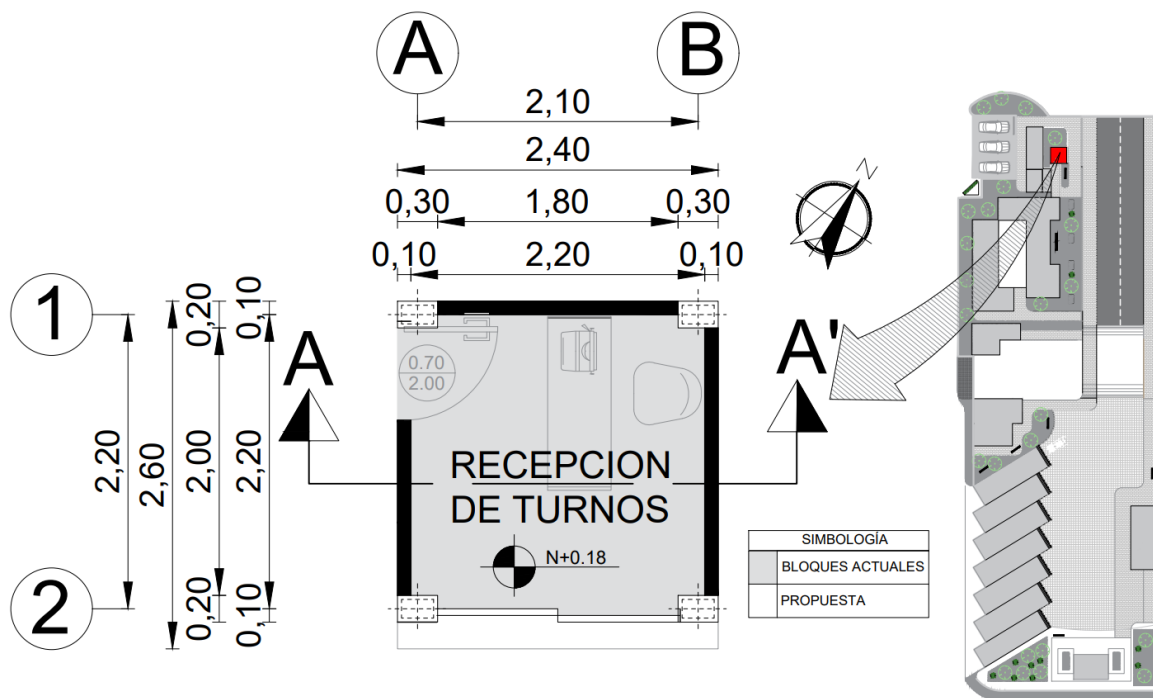 A
B
2,10
2,40
0,30
1,80
0,30
0,10
2,20
0,10
N
1
2
2,20
2,60
0,20
2,00
0,20
0,10
2,20
0,10
A
A'
0.70
2.00
RECEPCION
DE TURNOS
N+0.18
SIMBOLOGÍA
BLOQUES ACTUALES
PROPUESTA